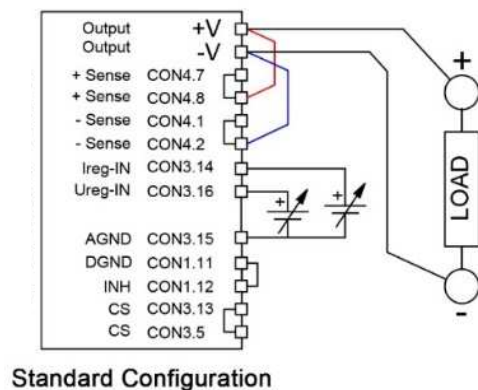 Output +V
Output -V
+ Sense CON4.7
+ Sense CON4.8
- Sense CON4.1
- Sense CON4.2
Ireg-IN CON3.14
Ureg-IN CON3.16
AGND CON3.15
DGND CON1.11
INH CON1.12
CS CON3.13
CS CON3.5
+
+
+
LOAD
-
Standard Configuration